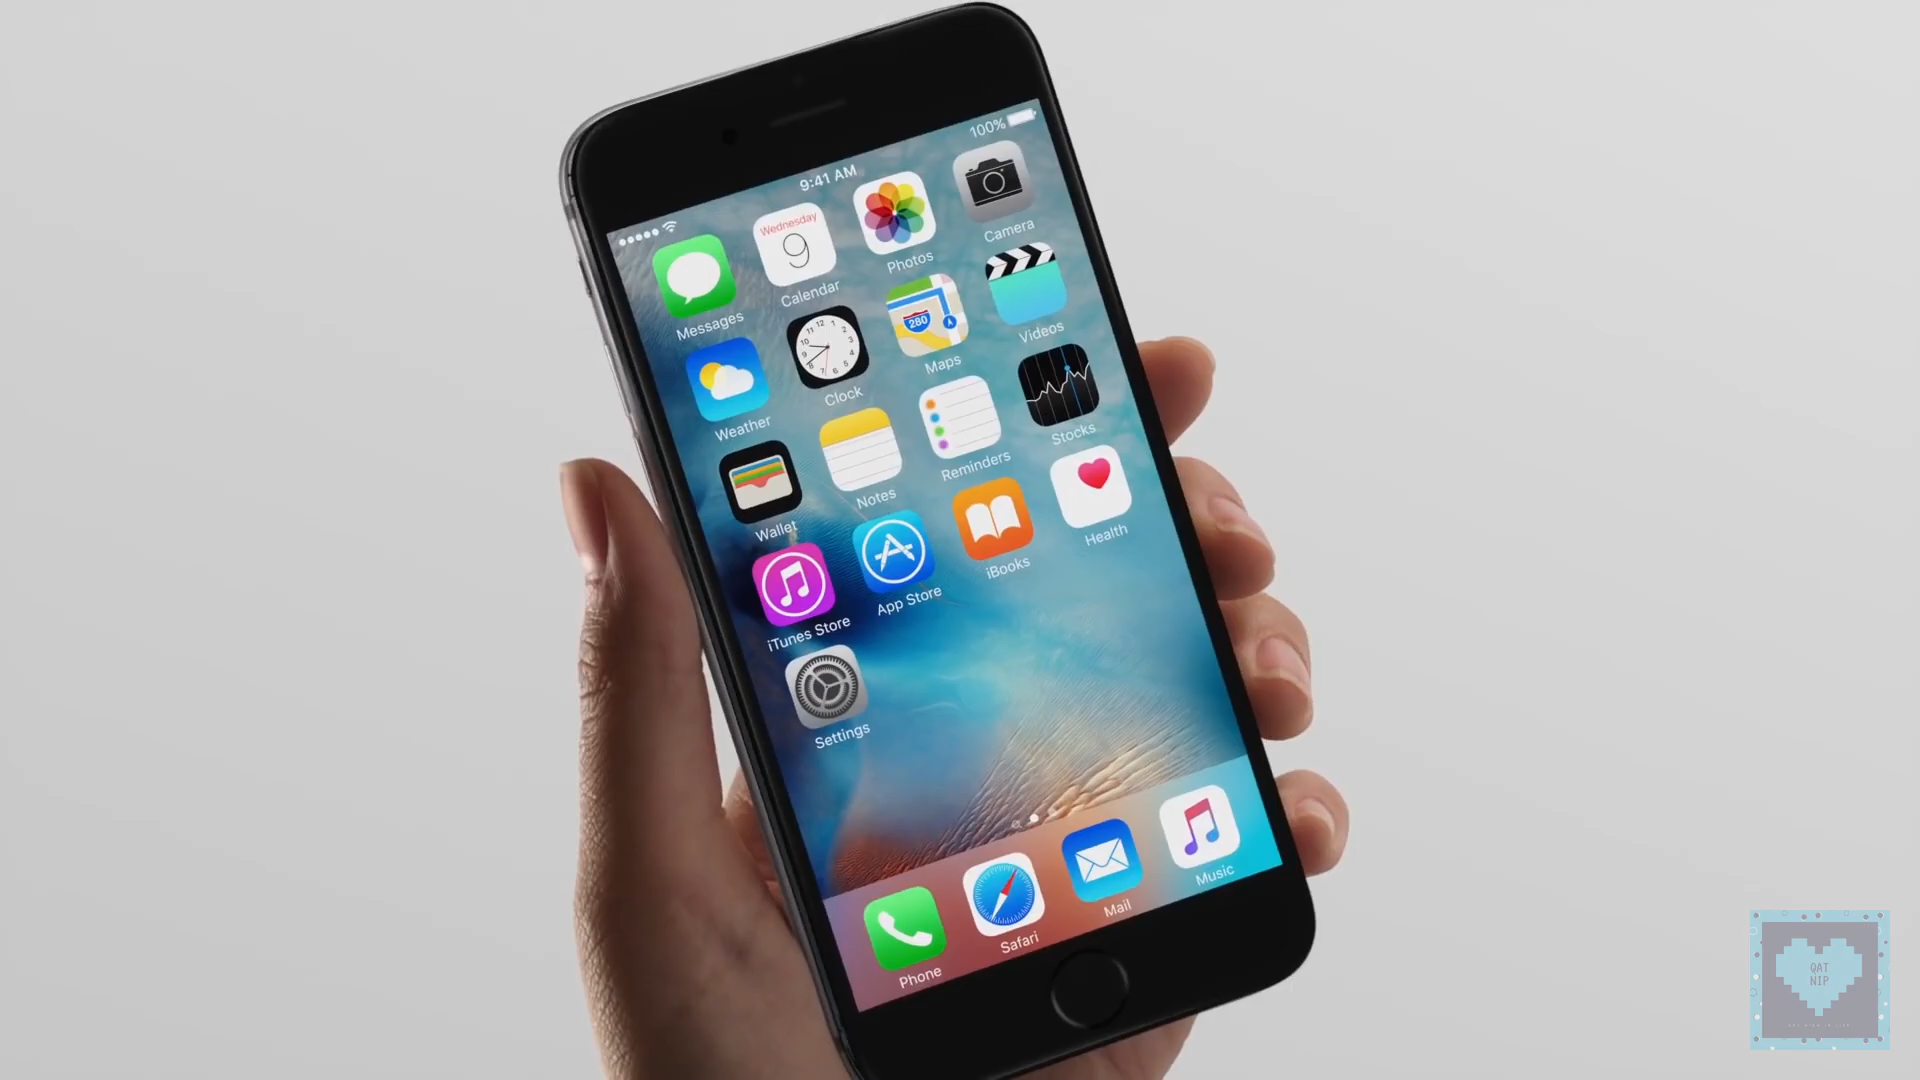 100%
9:41 AM
Messages
Wednesday
9
Calendar
Photos
Camera
Weather
Clock
280
Maps
Videos
Wallet
Notes
Reminders
Stocks
iTunes Store
App Store
iBooks
Health
Settings
Phone
Safari
Mail
Music
QAT
NIP